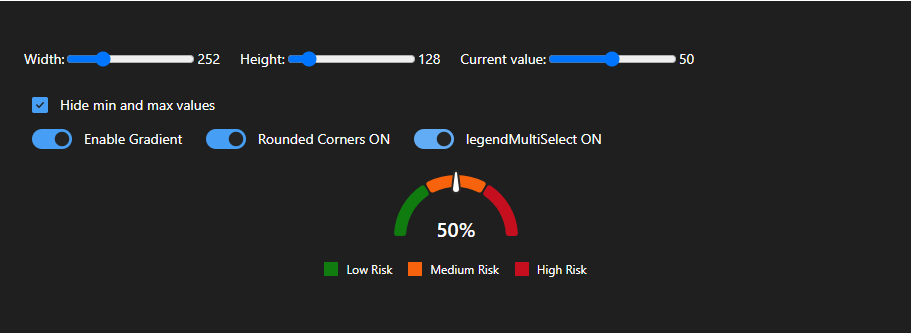 Width: 252 Height: 128 Current value: 50
Hide min and max values
Enable Gradient Rounded Corners ON legendMultiSelect ON
50%
Low Risk Medium Risk High Risk